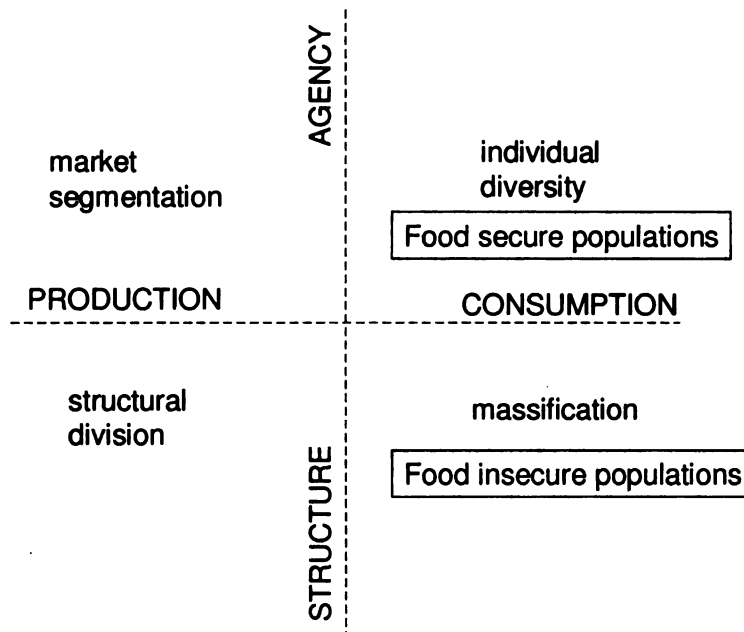 AGENCY
market
segmentation
individual
diversity
Food secure populations
PRODUCTION
CONSUMPTION
structural
division
massification
Food insecure populations
STRUCTURE